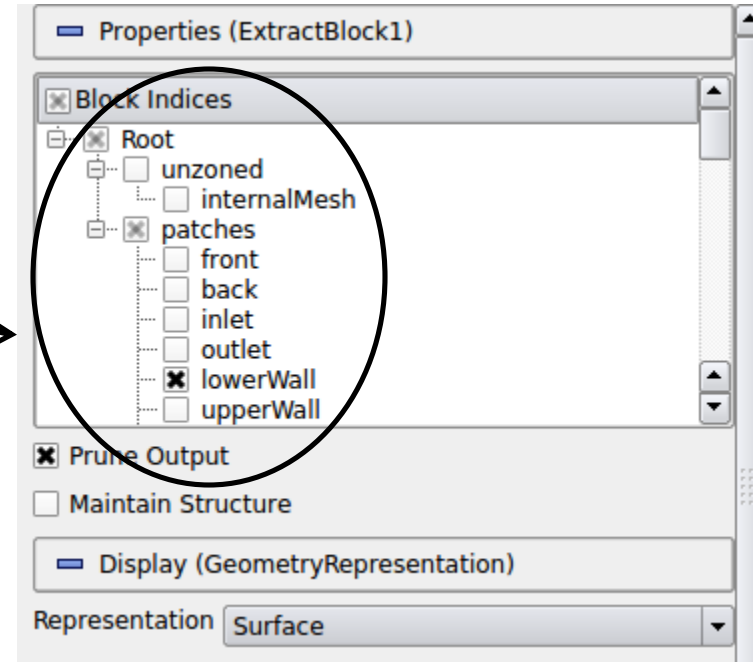 Properties (ExtractBlock1)
Block Indices
Root
unzoned
internalMesh
patches
front
back
inlet
outlet
lowerWall
upperWall
Prune Output
Maintain Structure
Display (GeometryRepresentation)
Representation Surface